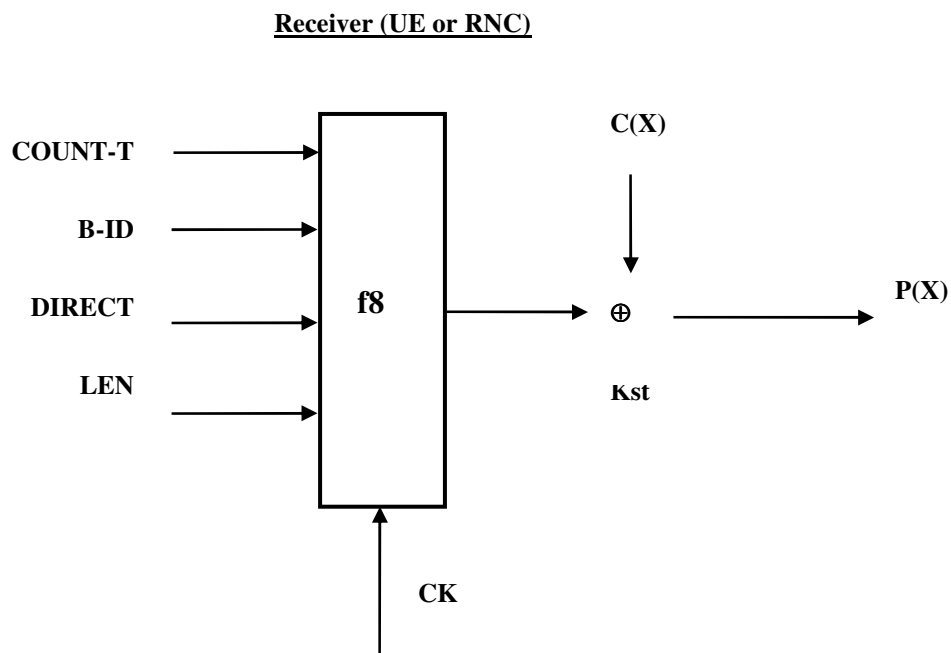 Receiver (UE or RNC)
COUNT-T
B-ID
DIRECT
LEN
f8
C(X)
⊕
P(X)
Kst
CK